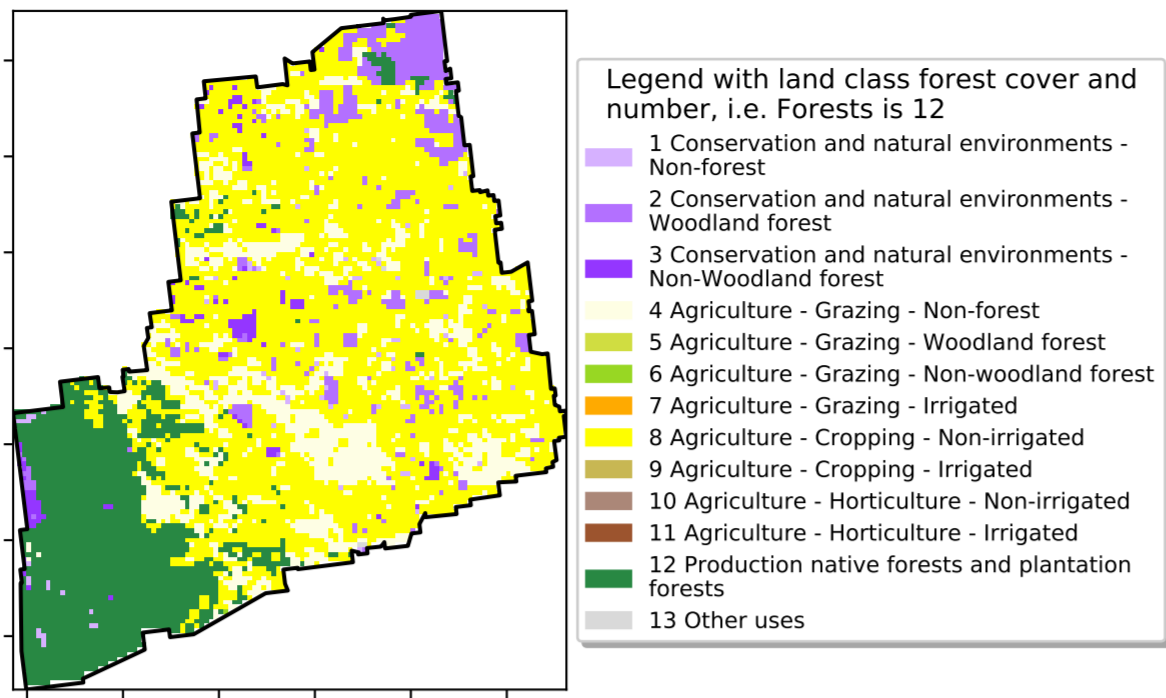 Legend with land class forest cover and
number, i.e. Forests is 12
1 Conservation and natural environments -
Non-forest
2 Conservation and natural environments -
Woodland forest
3 Conservation and natural environments -
Non-Woodland forest
4 Agriculture - Grazing - Non-forest
5 Agriculture - Grazing - Woodland forest
6 Agriculture - Grazing - Non-woodland forest
7 Agriculture - Grazing - Irrigated
8 Agriculture - Cropping - Non-irrigated
9 Agriculture - Cropping - Irrigated
10 Agriculture - Horticulture - Non-irrigated
11 Agriculture - Horticulture - Irrigated
12 Production native forests and plantation
forests
13 Other uses